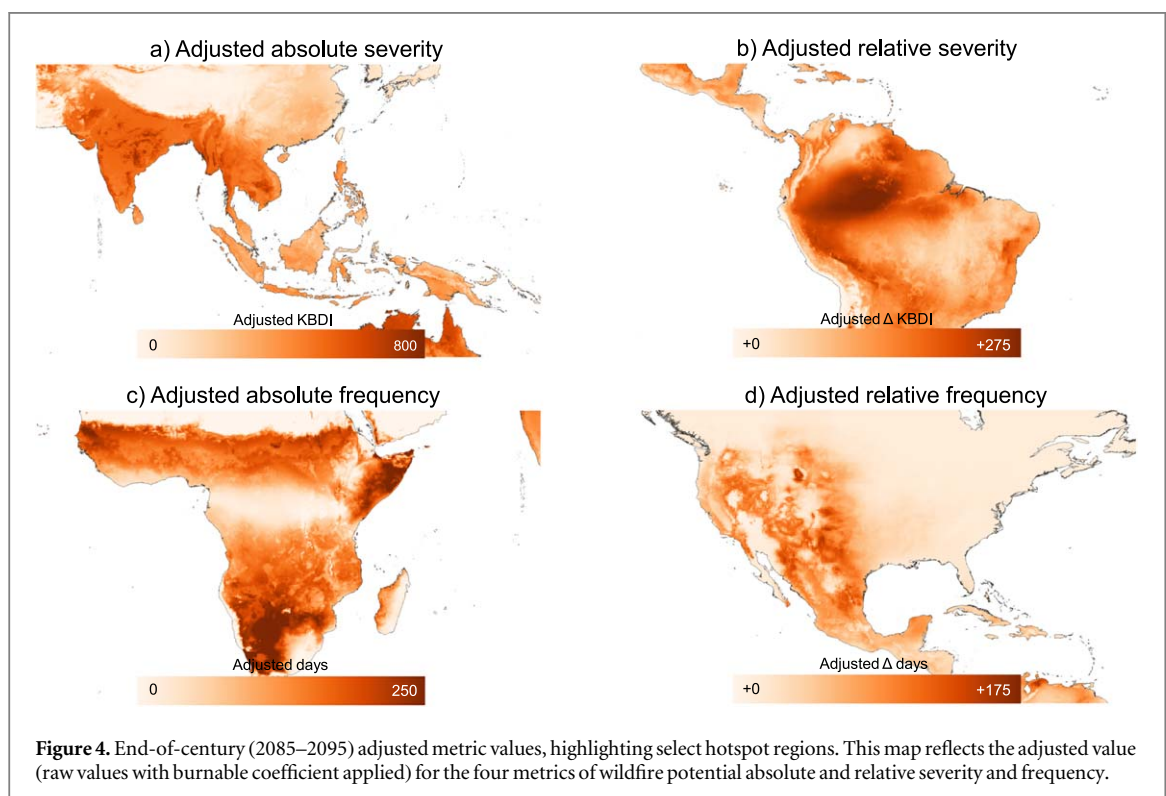 a) Adjusted absolute severity
Adjusted KBDI
0 800
b) Adjusted relative severity
Adjusted Δ KBDI
+0 +275
c) Adjusted absolute frequency
Adjusted days
0 250
d) Adjusted relative frequency
Adjusted Δ days
+0 +175
Figure 4. End-of-century (2085–2095) adjusted metric values, highlighting select hotspot regions. This map reflects the adjusted value
(raw values with burnable coefficient applied) for the four metrics of wildfire potential absolute and relative severity and frequency.